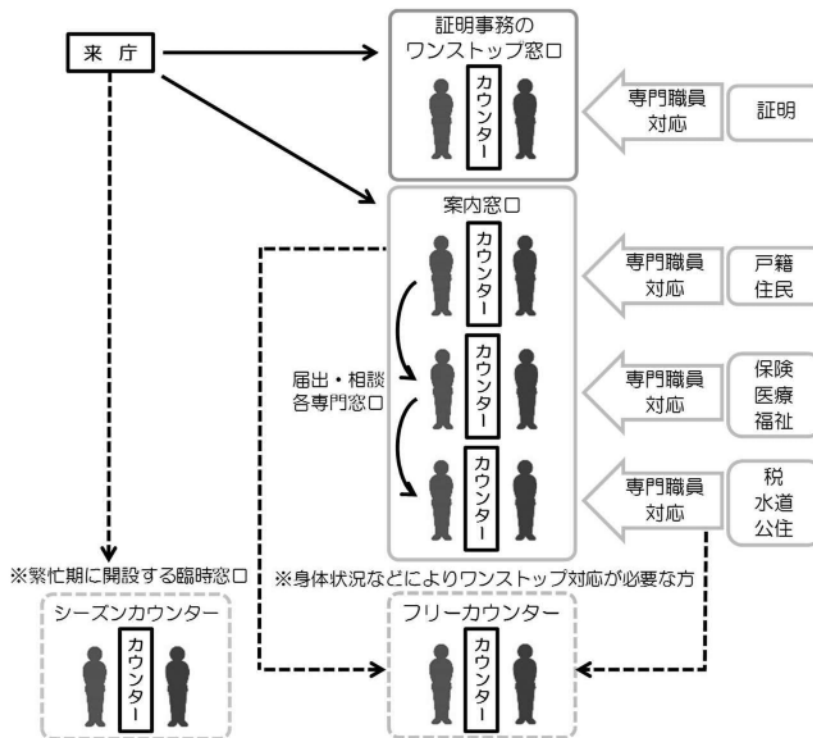 来 庁
証明事務の
ワンストップ窓口
カウンター
専門職員
対応
証明
案内窓口
カウンター
専門職員
対応
戸籍
住民
届出・相談
各専門窓口
カウンター
専門職員
対応
保険
医療
福祉
カウンター
専門職員
対応
税
水道
公住
※繁忙期に開設する臨時窓口
シーズンカウンター
カウンター
※身体状況などによりワンストップ対応が必要な方
フリーカウンター
カウンター